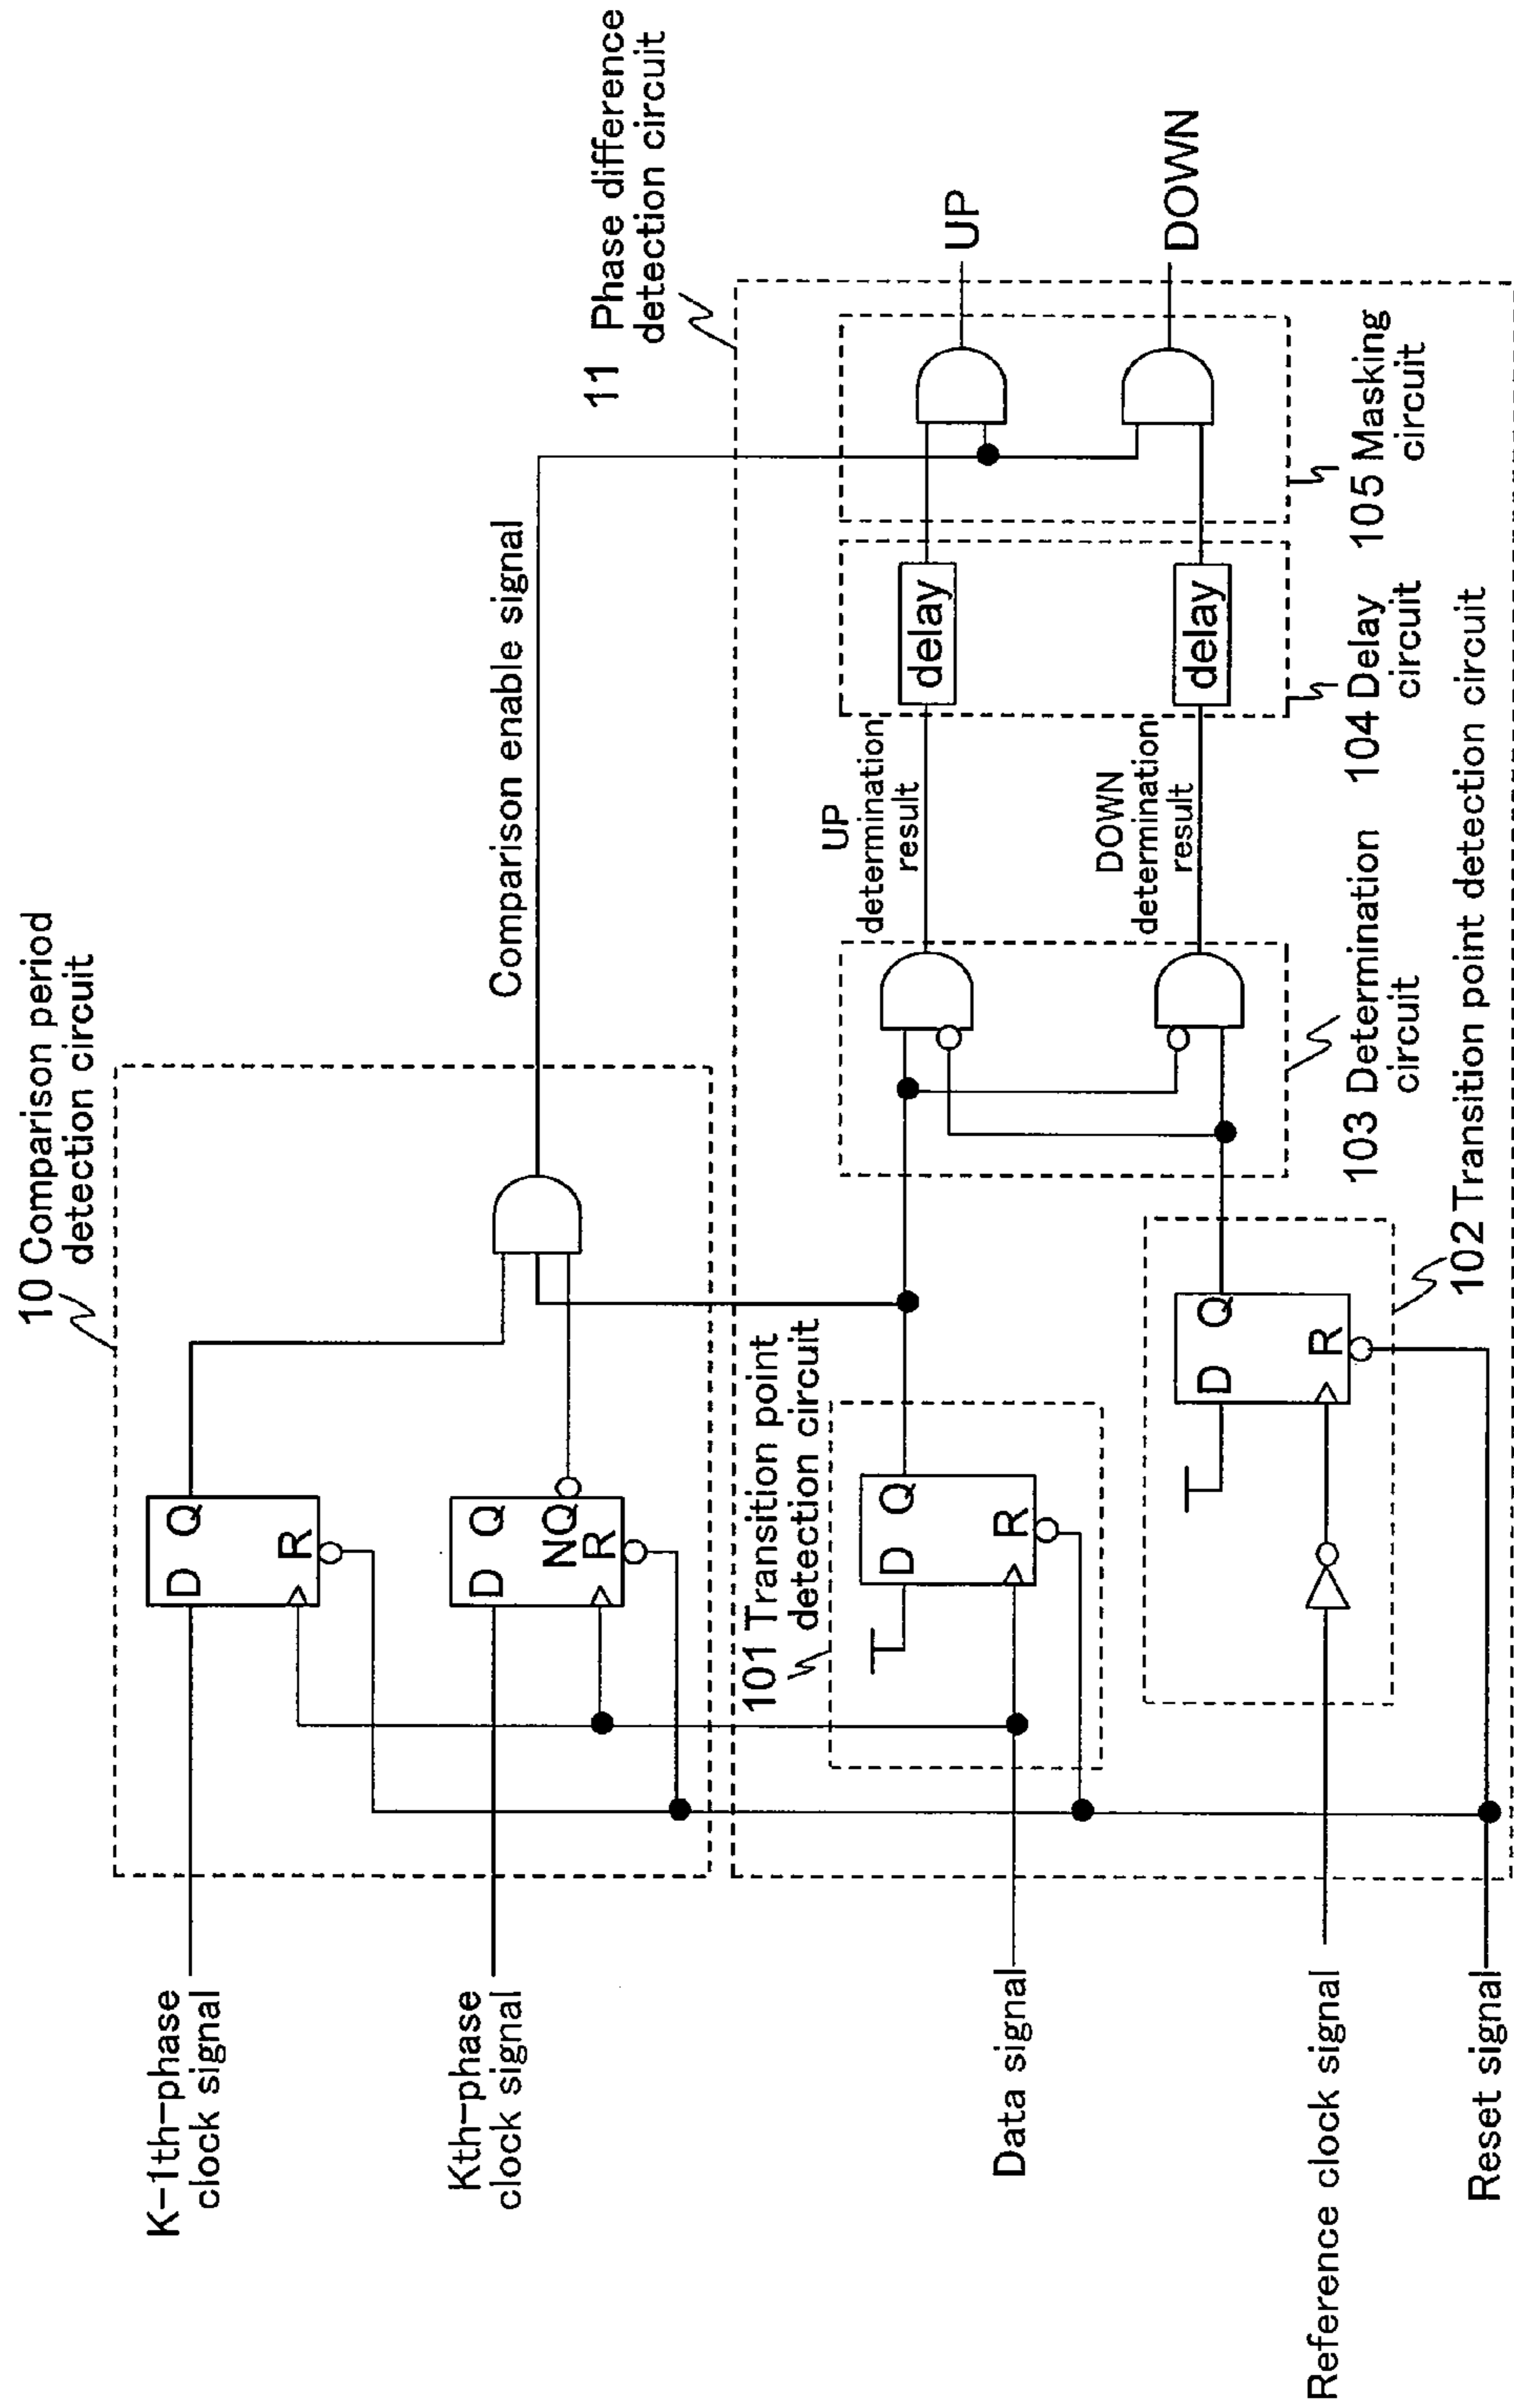 10 Comparison period
detection circuit
K-1th-phase
clock signal
D Q
R
Kth-phase
clock signal
D Q
NQ
R
Comparison enable signal
11 Phase difference
detection circuit
101 Transition point
detection circuit
Data signal
D Q
R
UP
determination
result
delay
UP
DOWN
determination
result
delay
DOWN
Reference clock signal
D Q
R
Reset signal
103 Determination
circuit
104 Delay
circuit
105 Masking
circuit
102 Transition point detection circuit